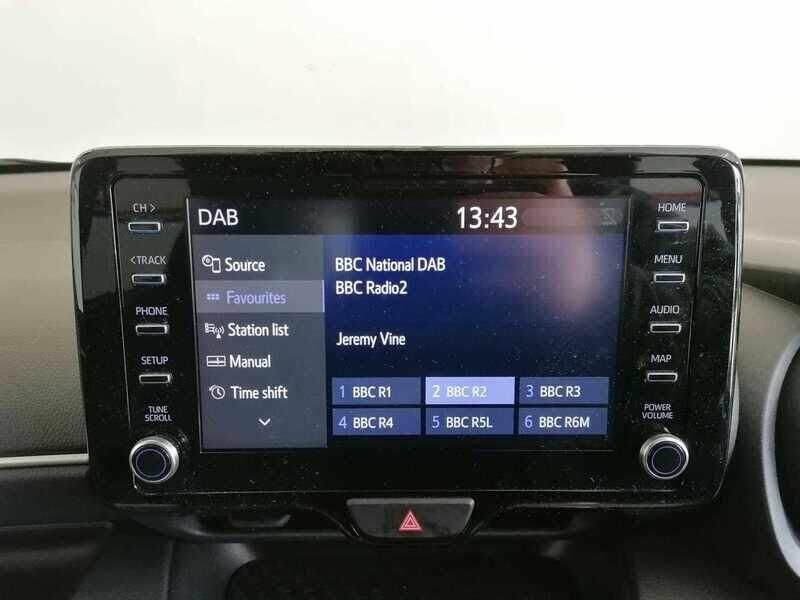 CH >
<TRACK
PHONE
SETUP
TUNE
SCROLL
DAB
13:43
Source
Favourites
Station list
Manual
Time shift
BBC National DAB
BBC Radio2
Jeremy Vine
1 BBC R1
2 BBC R2
3 BBC R3
4 BBC R4
5 BBC R5L
6 BBC R6M
HOME
MENU
AUDIO
MAP
POWER
VOLUME